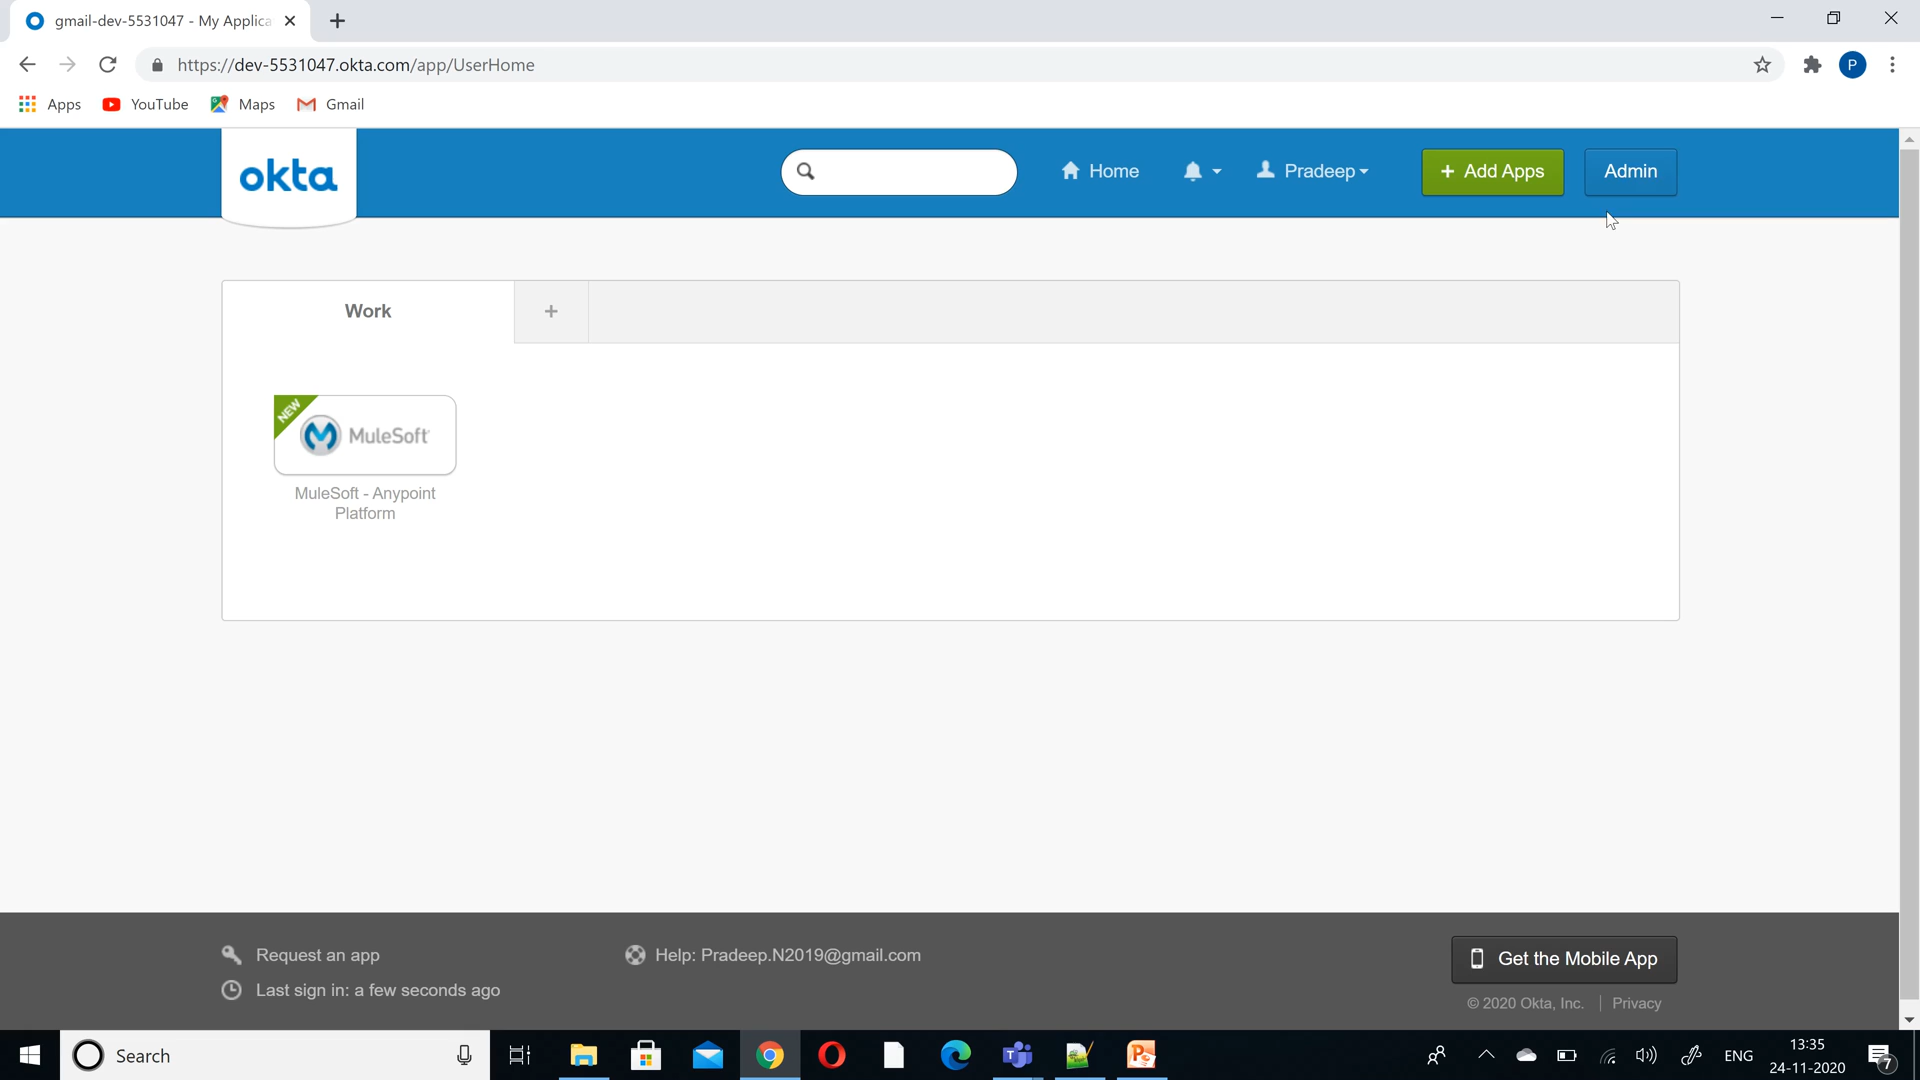 gmail-dev-5531047 - My Applica
https://dev-5531047.okta.com/app/UserHome
P
Apps YouTube Maps Gmail
okta
Home Pradeep + Add Apps Admin
Work +
NEW
MuleSoft
MuleSoft - Anypoint
Platform
Request an app Help: Pradeep.N2019@gmail.com Get the Mobile App
Last sign in: a few seconds ago
© 2020 Okta, Inc. | Privacy
Search ENG 13:35
24-11-2020 7